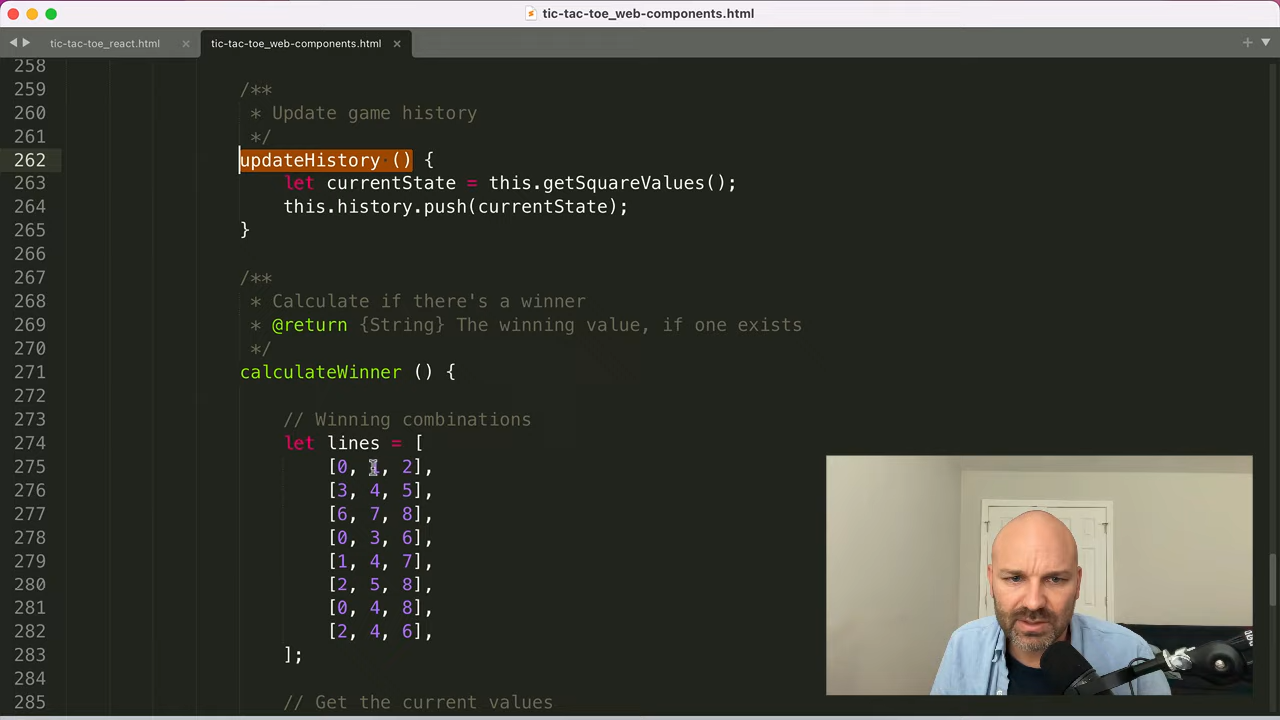 tic-tac-toe_web-components.html
tic-tac-toe_react.html × tic-tac-toe_web-components.html ×
258
259 /**
260 * Update game history
261 */
262 updateHistory () {
263 let currentState = this.getSquareValues();
264 this.history.push(currentState);
265 }
266
267 /**
268 * Calculate if there's a winner
269 * @return {String} The winning value, if one exists
270 */
271 calculateWinner () {
272
273 // Winning combinations
274 let lines = [
275 [0, 1, 2],
276 [3, 4, 5],
277 [6, 7, 8],
278 [0, 3, 6],
279 [1, 4, 7],
280 [2, 5, 8],
281 [0, 4, 8],
282 [2, 4, 6],
283 ];
284
285 // Get the current values